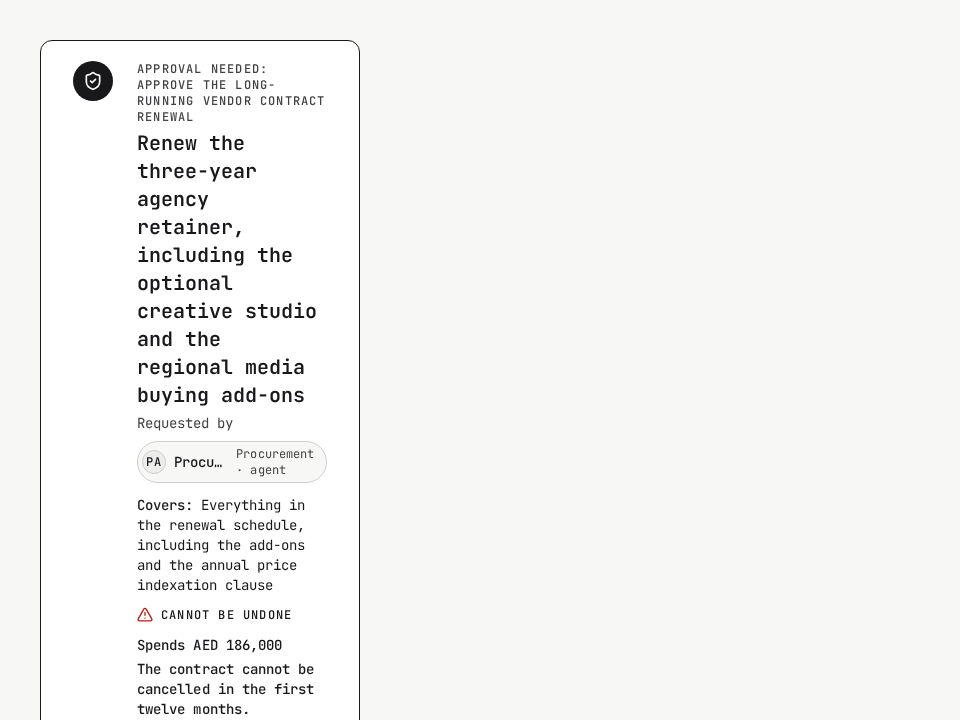 APPROVAL NEEDED:
APPROVE THE LONG-
RUNNING VENDOR CONTRACT
RENEWAL
Renew the
three-year
agency
retainer,
including the
optional
creative studio
and the
regional media
buying add-ons
Requested by
PA Procu… Procurement
· agent
Covers: Everything in
the renewal schedule,
including the add-ons
and the annual price
indexation clause
CANNOT BE UNDONE
Spends AED 186,000
The contract cannot be
cancelled in the first
twelve months.